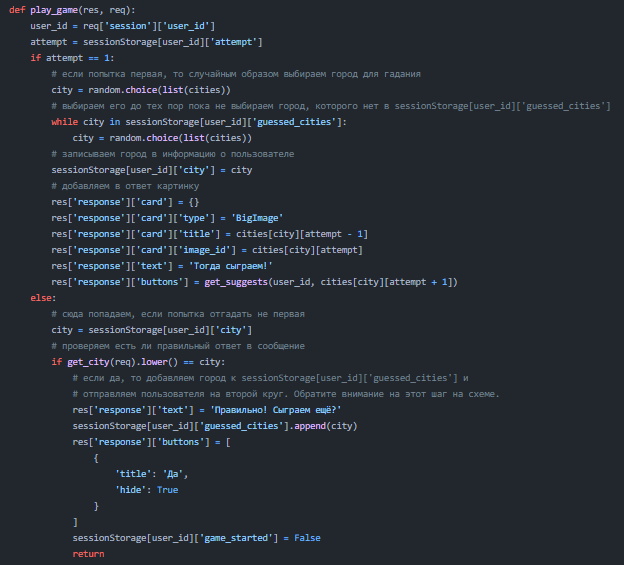 def play_game(res, req):
    user_id = req['session']['user_id']
    attempt = sessionStorage[user_id]['attempt']
    if attempt == 1:
        # если попытка первая, то случайным образом выбираем город для гадания
        city = random.choice(list(cities))
        # выбираем его до тех пор пока не выбираем город, которого нет в sessionStorage[user_id]['guessed_cities']
        while city in sessionStorage[user_id]['guessed_cities']:
            city = random.choice(list(cities))
        # записываем город в информацию о пользователе
        sessionStorage[user_id]['city'] = city
        # добавляем в ответ картинку
        res['response']['card'] = {}
        res['response']['card']['type'] = 'BigImage'
        res['response']['card']['title'] = cities[city][attempt - 1]
        res['response']['card']['image_id'] = cities[city][attempt]
        res['response']['text'] = 'Тогда сыграем!'
        res['response']['buttons'] = get_suggests(user_id, cities[city][attempt + 1])
    else:
        # сюда попадаем, если попытка отгадать не первая
        city = sessionStorage[user_id]['city']
        # проверяем есть ли правильный ответ в сообщение
        if get_city(req).lower() == city:
            # если да, то добавляем город к sessionStorage[user_id]['guessed_cities'] и
            # отправляем пользователя на второй круг. Обратите внимание на этот шаг на схеме.
            res['response']['text'] = 'Правильно! Сыграем ещё?'
            sessionStorage[user_id]['guessed_cities'].append(city)
            res['response']['buttons'] = [
                {
                    'title': 'Да',
                    'hide': True
                }
            ]
            sessionStorage[user_id]['game_started'] = False
            return